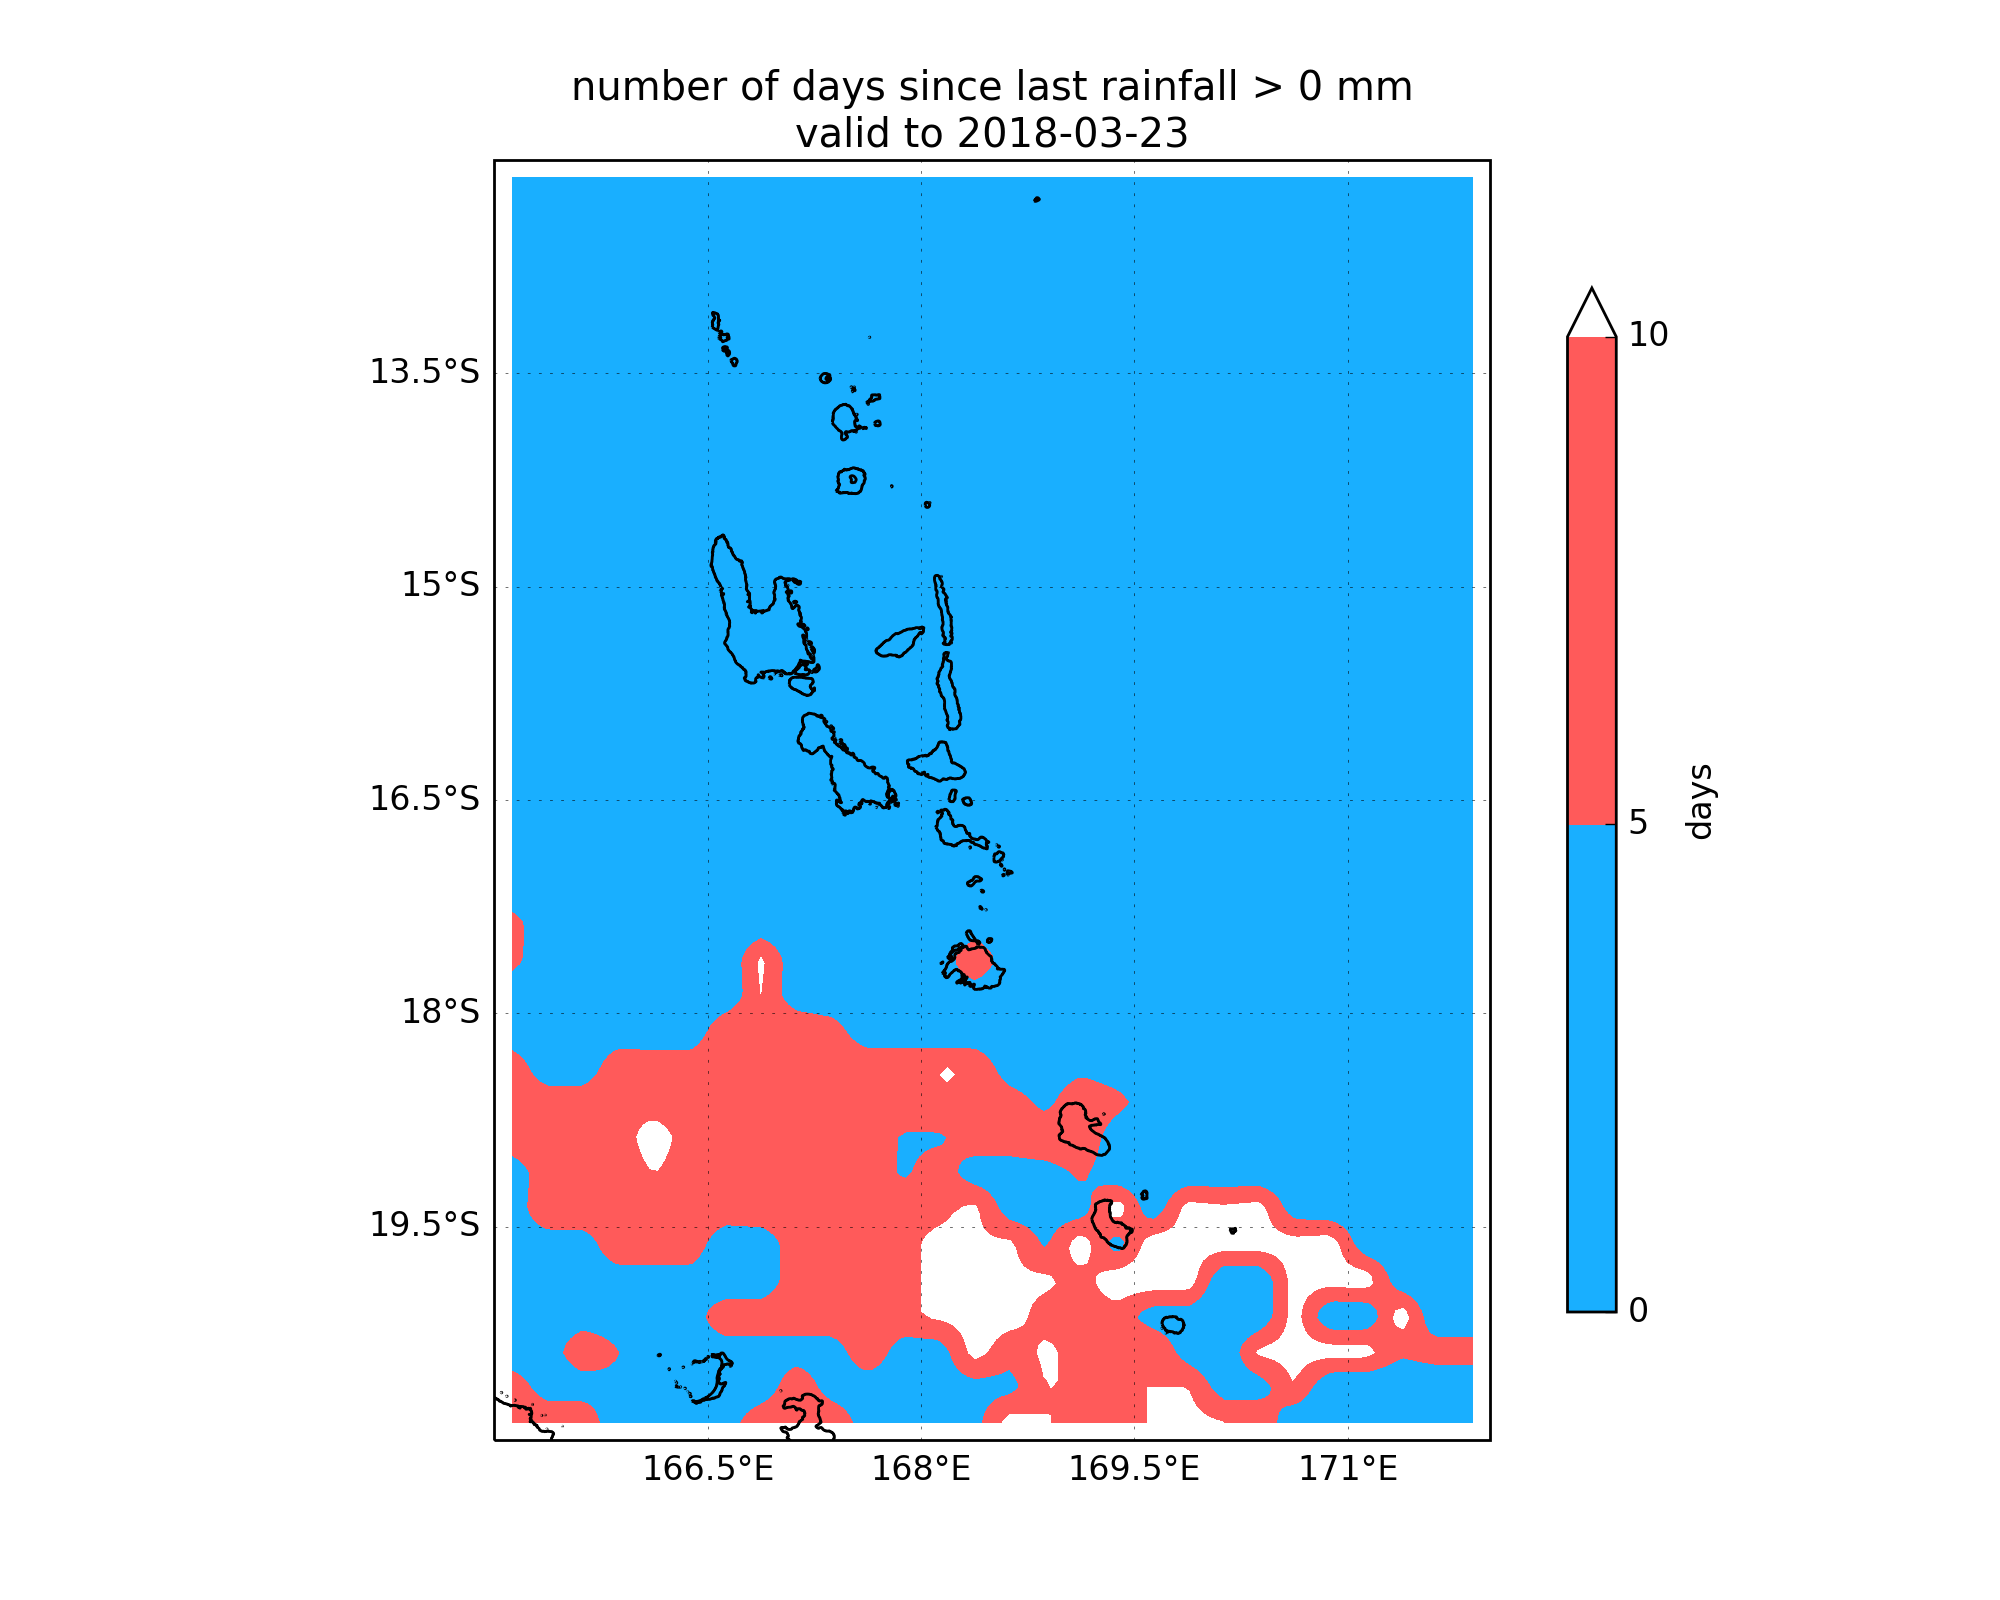 number of days since last rainfall > 0 mm
valid to 2018-03-23
10
13.5°S
15°S
16.5°S
5
days
18°S
19.5°S
0
166.5°E
168°E
169.5°E
171°E